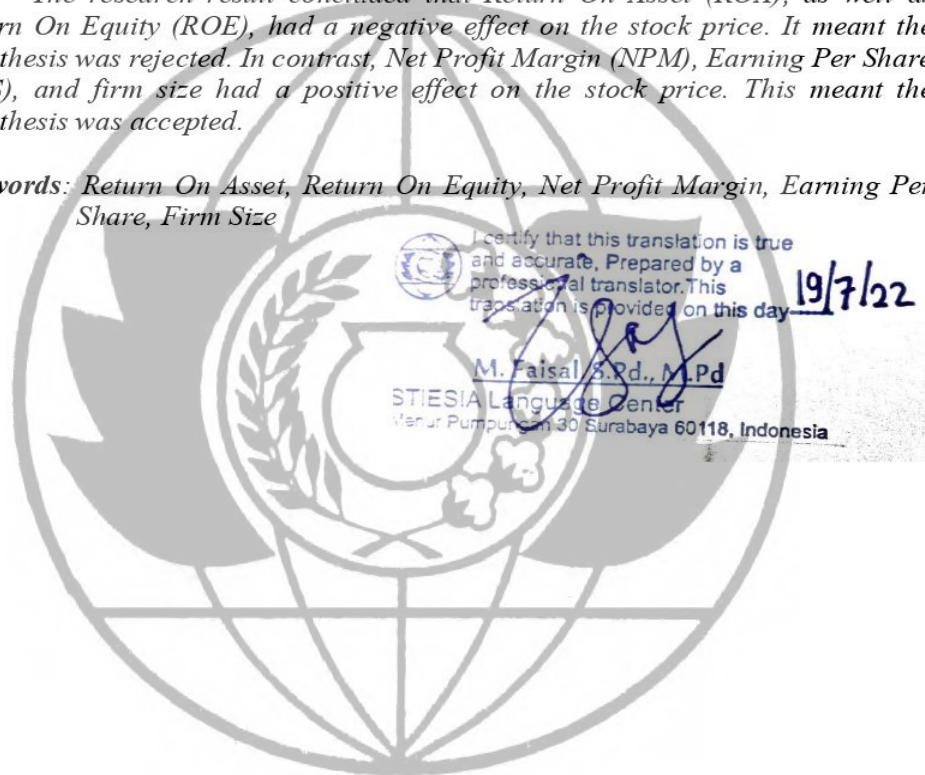 The research result concluded that Return On Asset (ROA), as well a
rn On Equity (ROE), had a negative effect on the stock price. It meant the
thesis was rejected. In contrast, Net Profit Margin (NPM), Earning Per Share
), and firm size had a positive effect on the stock price. This meant the
thesis was accepted.
words: Return On Asset, Return On Equity, Net Profit Margin, Earning Per
Share, Firm Size
I certify that this translation is true
and accurate, Prepared by a
professional translator. This
translation is provided on this day 19/7/22
M. Faisal, S.Pd., M.Pd
STIESIA Language Center
Menur Pumpungan 30 Surabaya 60118, Indonesia